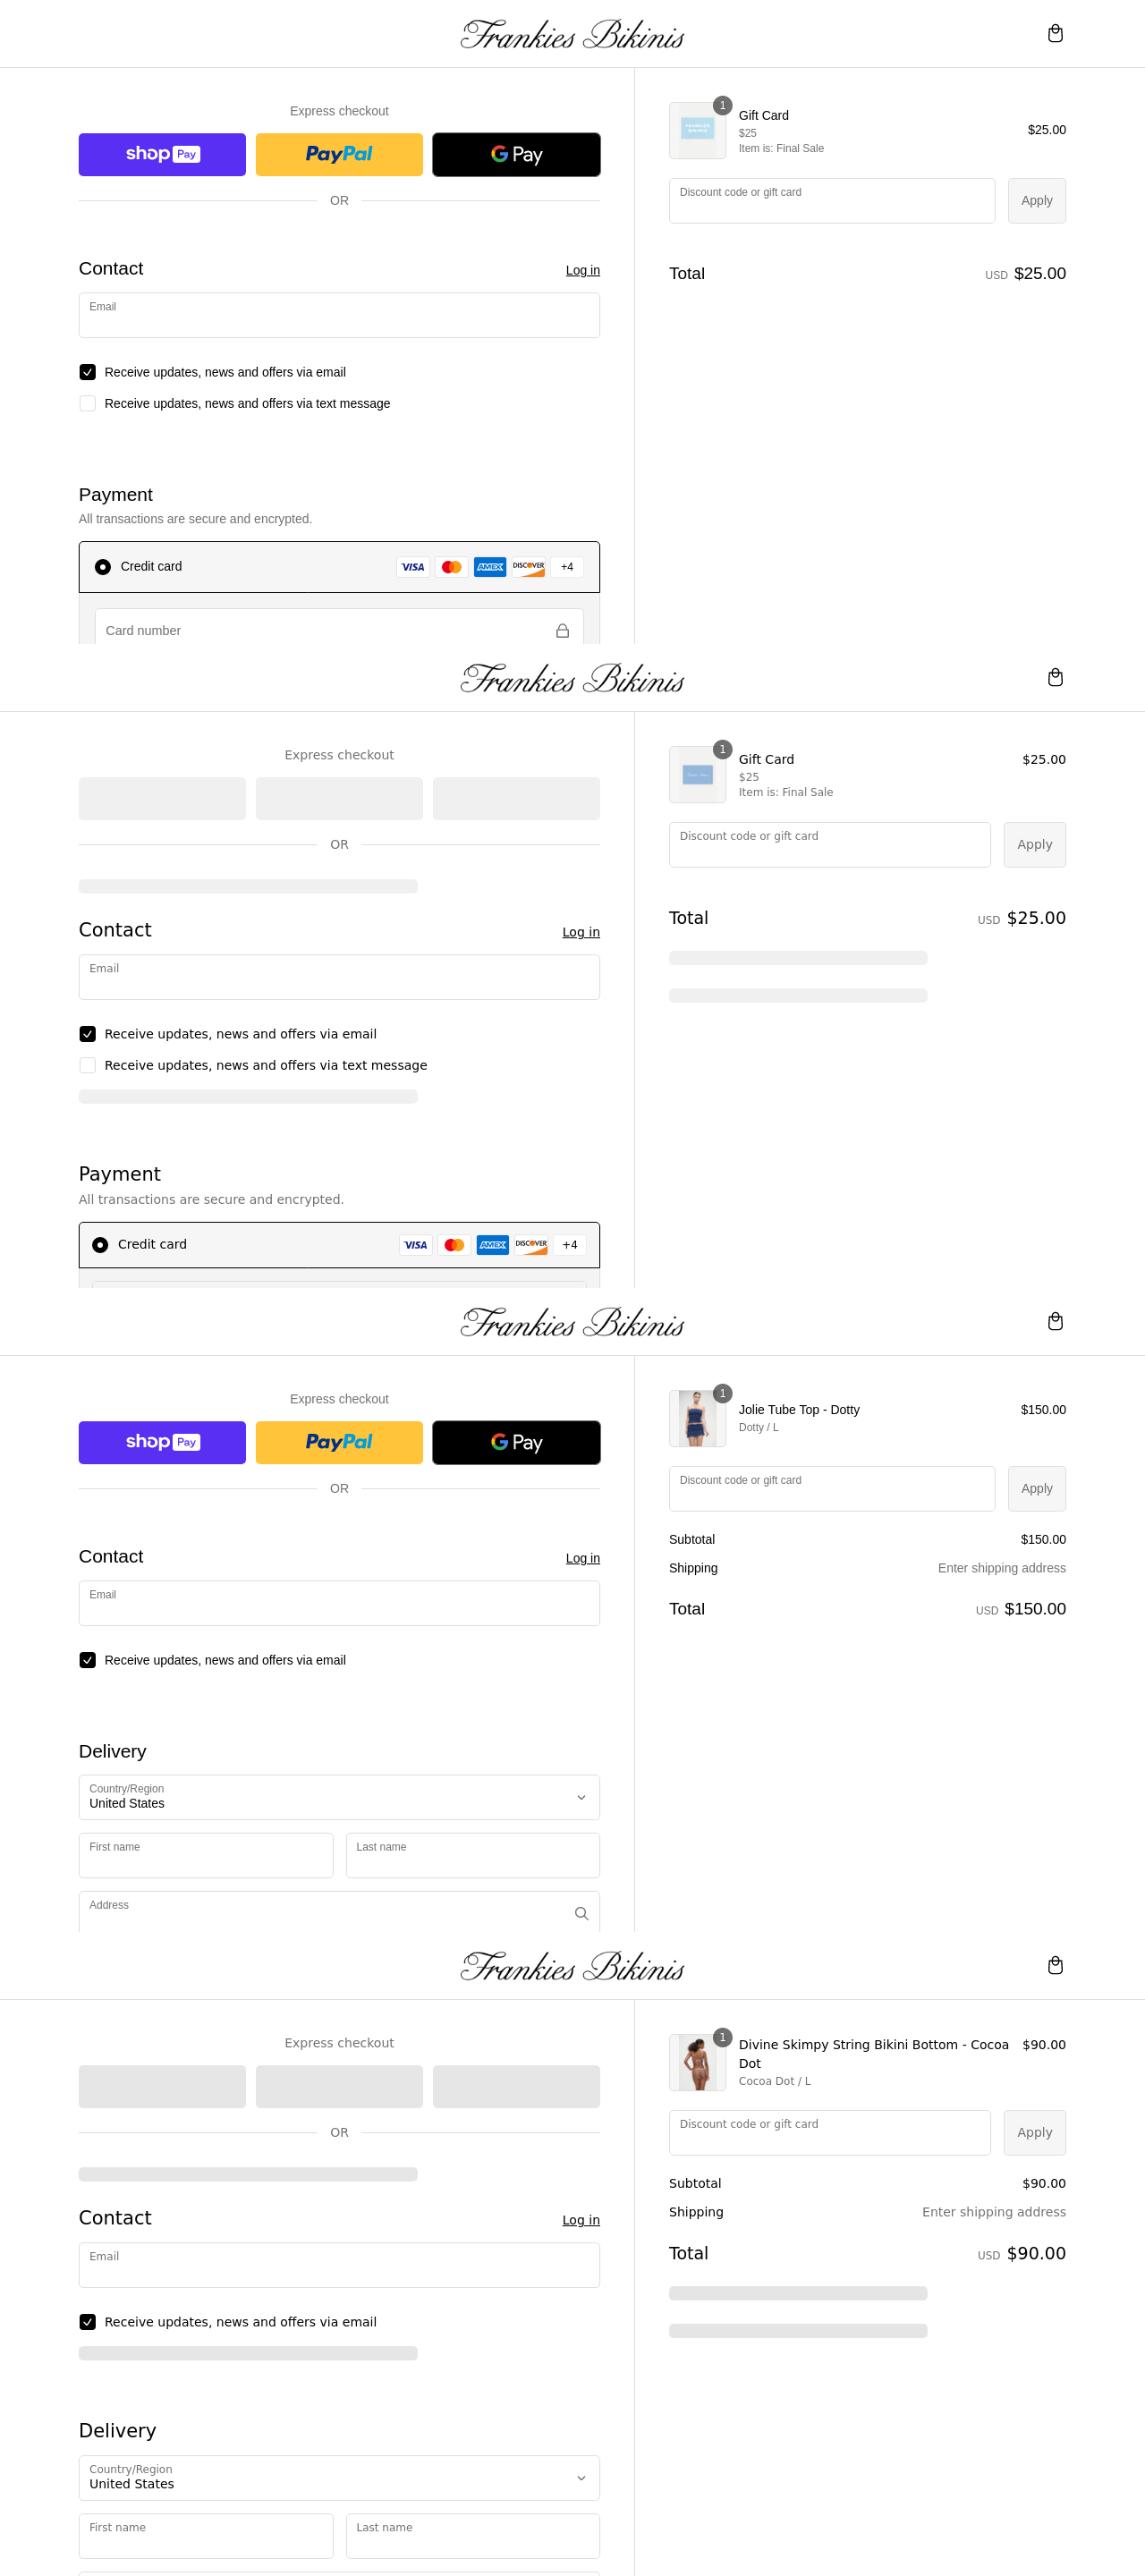 Frankies Bikinis
Express checkout
shop Pay
PayPal
G Pay
OR
Contact
Log in
Email
Receive updates, news and offers via email
Receive updates, news and offers via text message
Payment
All transactions are secure and encrypted.
Credit card
VISA
AMEX
DISCOVER
+4
Card number
1
Gift Card
$25
Item is: Final Sale
$25.00
Discount code or gift card
Apply
Total
USD $25.00
Frankies Bikinis
Express checkout
OR
Contact
Log in
Email
Receive updates, news and offers via email
Receive updates, news and offers via text message
Payment
All transactions are secure and encrypted.
Credit card
VISA
AMEX
DISCOVER
+4
1
Gift Card
$25.00
$25
Item is: Final Sale
Discount code or gift card
Apply
Total
USD $25.00
Frankies Bikinis
Express checkout
shop Pay
PayPal
G Pay
OR
Contact
Log in
Email
Receive updates, news and offers via email
Delivery
Country/Region
United States
First name
Last name
Address
1
Jolie Tube Top - Dotty
$150.00
Dotty / L
Discount code or gift card
Apply
Subtotal
$150.00
Shipping
Enter shipping address
Total
USD $150.00
Frankies Bikinis
Express checkout
OR
Contact
Log in
Email
Receive updates, news and offers via email
Delivery
Country/Region
United States
First name
Last name
1
Divine Skimpy String Bikini Bottom - Cocoa
Dot
$90.00
Cocoa Dot / L
Discount code or gift card
Apply
Subtotal
$90.00
Shipping
Enter shipping address
Total
USD $90.00